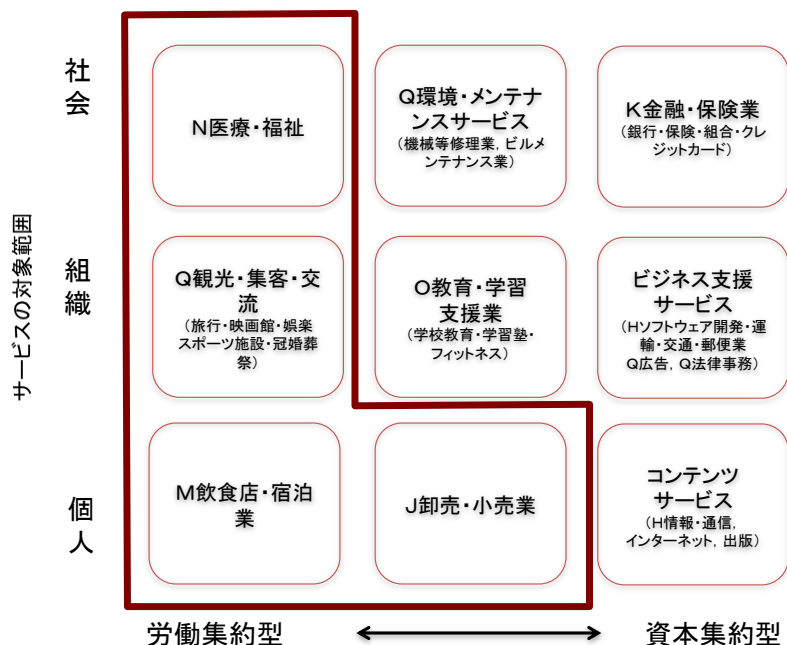 サービスの対象範囲
社
会
N医療・福祉
Q環境・メンテナ
ンスサービス
（機械等修理業, ビルメ
ンテナンス業）
K金融・保険業
（銀行・保険・組合・クレ
ジットカード）
組
織
Q観光・集客・交
流
（旅行・映画館・娯楽
スポーツ施設・冠婚葬
祭）
O教育・学習
支援業
（学校教育・学習塾・
フィットネス）
ビジネス支援
サービス
（Hソフトウェア開発・運
輸・交通・郵便業
Q広告, Q法律事務）
個
人
M飲食店・宿泊
業
J卸売・小売業
コンテンツ
サービス
（H情報・通信,
インターネット, 出版）
労働集約型
資本集約型